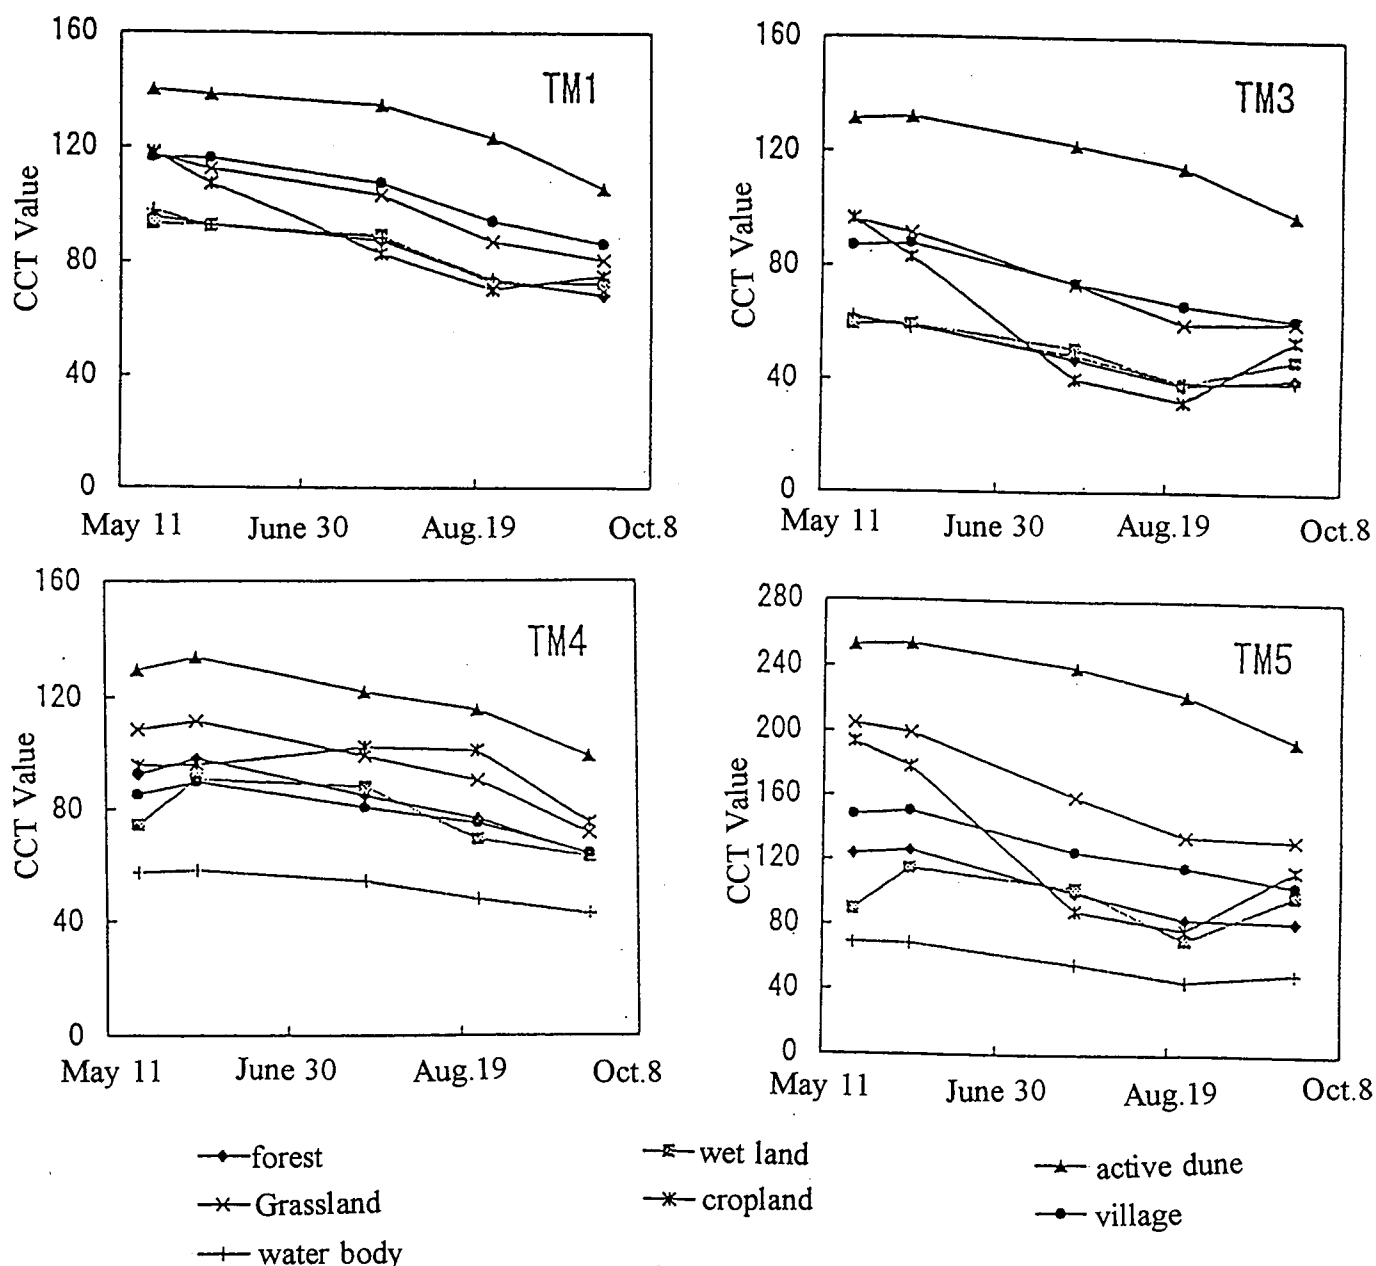 160
120
80
40
0
CCT Value
TM1
May 11 June 30 Aug.19 Oct.8
160
120
80
40
0
CCT Value
TM3
May 11 June 30 Aug.19 Oct.8
160
120
80
40
0
CCT Value
TM4
May 11 June 30 Aug.19 Oct.8
280
240
200
160
120
80
40
0
CCT Value
TM5
May 11 June 30 Aug.19 Oct.8
forest
wet land
active dune
Grassland
cropland
village
water body